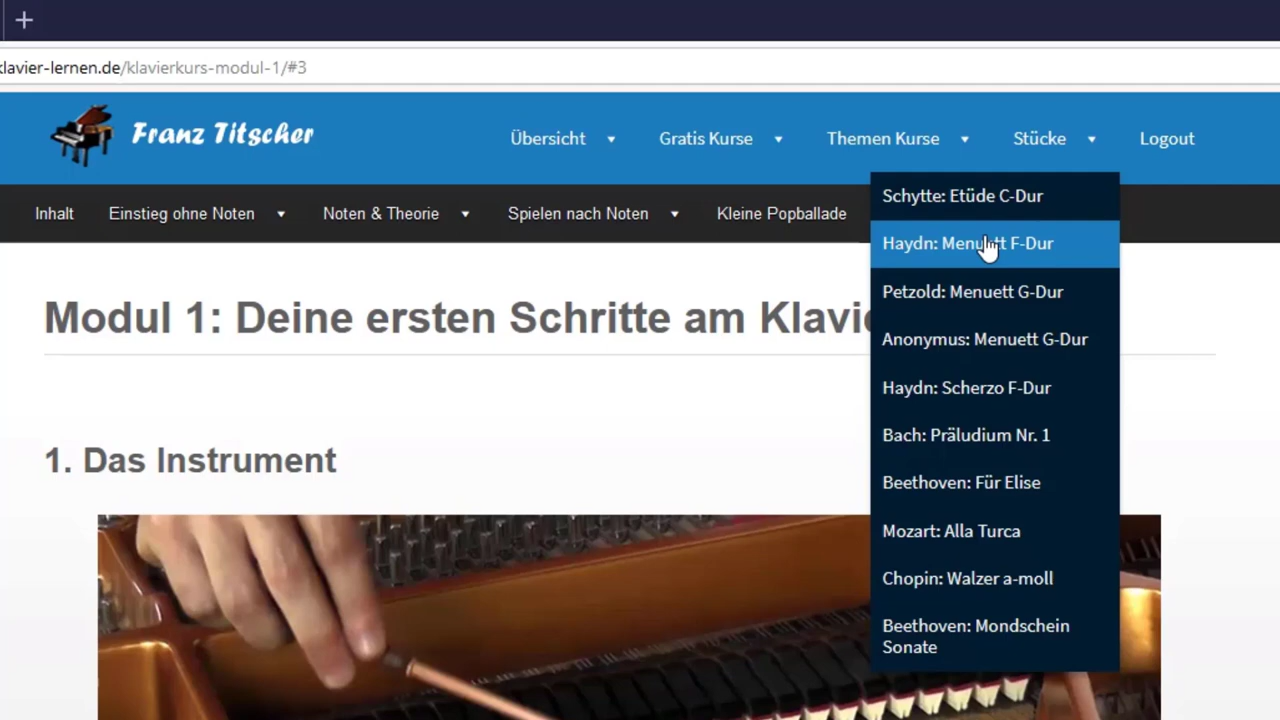 klavier-lernen.de/klavierkurs-modul-1/#3
Franz Titscher
Übersicht
Gratis Kurse
Themen Kurse
Stücke
Logout
Inhalt
Einstieg ohne Noten
Noten & Theorie
Spielen nach Noten
Kleine Popballade
Schytte: Etüde C-Dur
Haydn: Menuett F-Dur
Petzold: Menuett G-Dur
Anonymus: Menuett G-Dur
Haydn: Scherzo F-Dur
Bach: Präludium Nr. 1
Beethoven: Für Elise
Mozart: Alla Turca
Chopin: Walzer a-moll
Beethoven: Mondschein
Sonate
Modul 1: Deine ersten Schritte am
1. Das Instrument